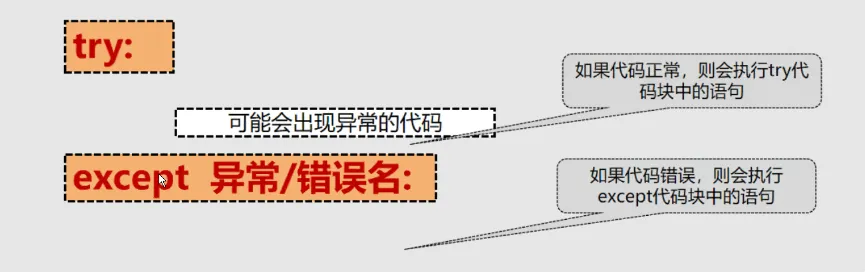 try:
如果代码正常，则会执行try代
码块中的语句
可能会出现异常的代码
except 异常/错误名:
如果代码错误，则会执行
except代码块中的语句